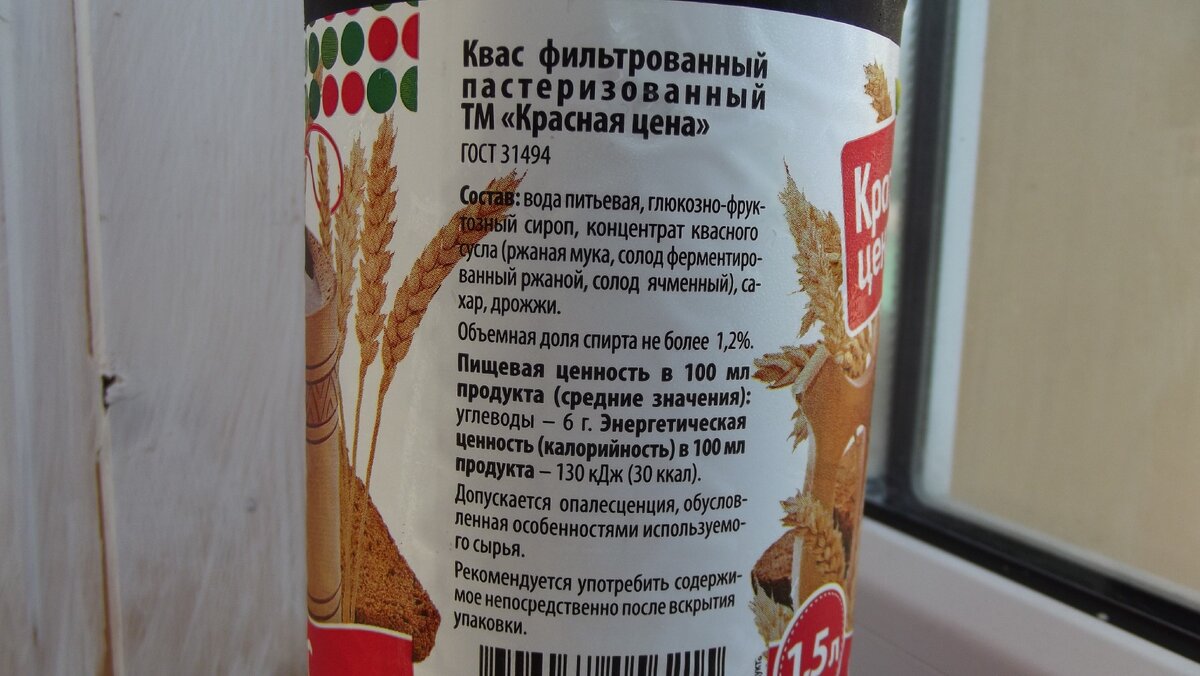 Квас фильтрованный
пастеризованный
ТМ «Красная цена»
ГОСТ 31494
Состав: вода питьевая, глюкозно-фрук-
тозный сироп, концентрат квасного
сусла (ржаная мука, солод ферментиро-
ванный ржаной, солод ячменный), са-
хар, дрожжи.
Объемная доля спирта не более 1,2%.
Пищевая ценность в 100 мл
продукта (средние значения):
углеводы – 6 г. Энергетическая
ценность (калорийность) в 100 мл
продукта – 130 кДж (30 ккал).
Допускается опалесценция, обуслов-
ленная особенностями используемо-
го сырья.
Рекомендуется употребить содержи-
мое непосредственно после вскрытия
упаковки.
1,5л